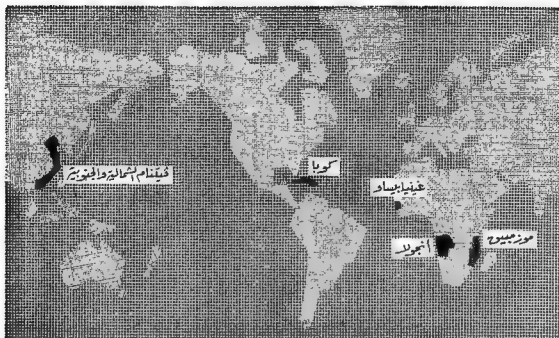 كوبا
فيتنام الشمالية والجنوبية
غينيا بيساو
موزمبيق
أنجولا